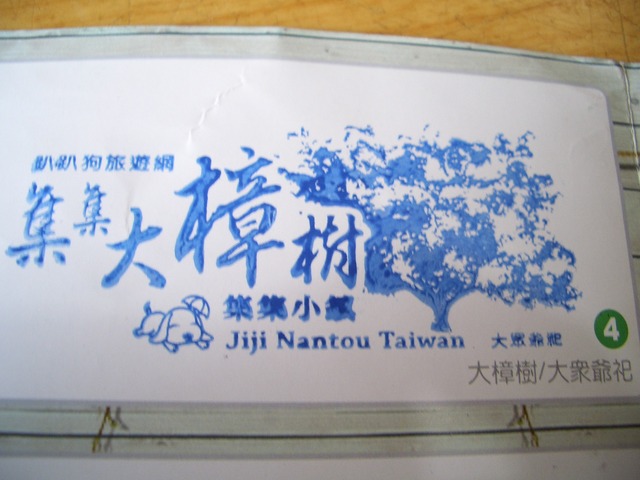 趴趴狗旅遊網
集集大樟樹
集集小鎮
Jiji Nantou Taiwan
大眾爺祀
4
大樟樹/大衆爺祀